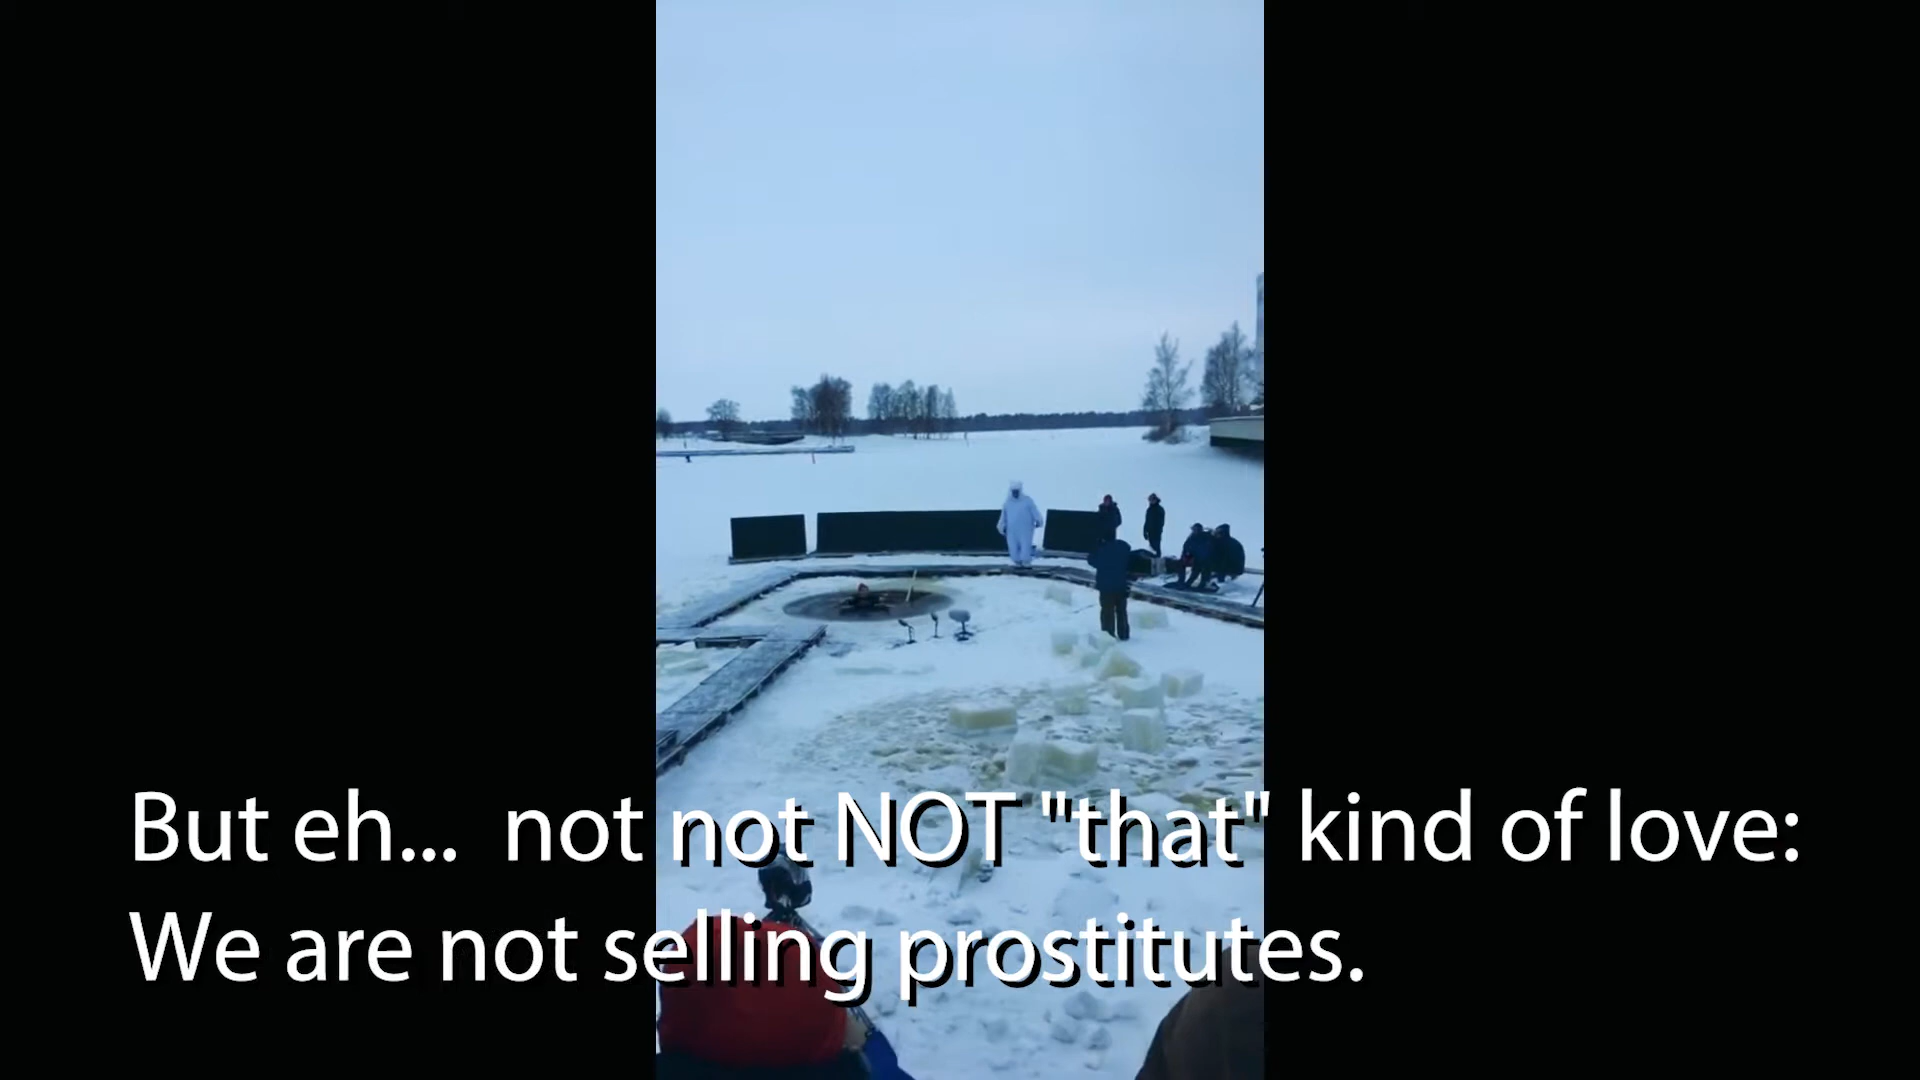 But eh... not not NOT "that" kind of love:
We are not selling prostitutes.